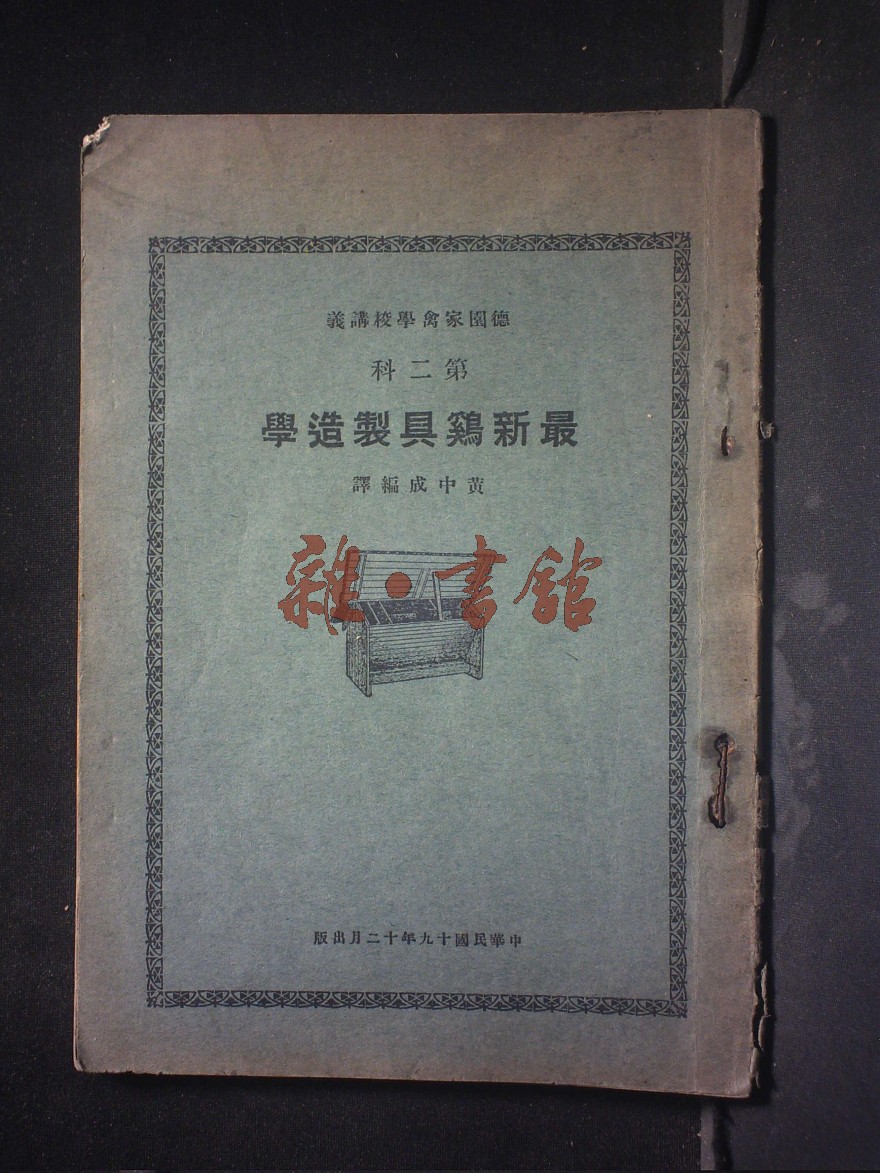 德園家禽學校講義
第二科
最新鷄具製造學
黄中成編譯
雜·書館
中華民國十九年十二月出版